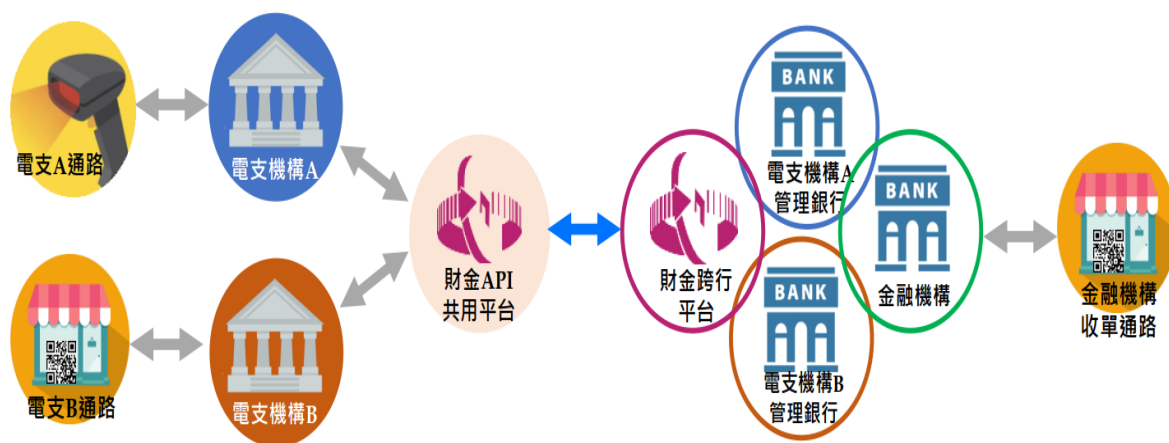 電支A通路
電支機構A
電支B通路
電支機構B
財金API
共用平台
財金跨行
平台
BANK
電支機構A
管理銀行
BANK
金融機構
BANK
電支機構B
管理銀行
金融機構
收單通路